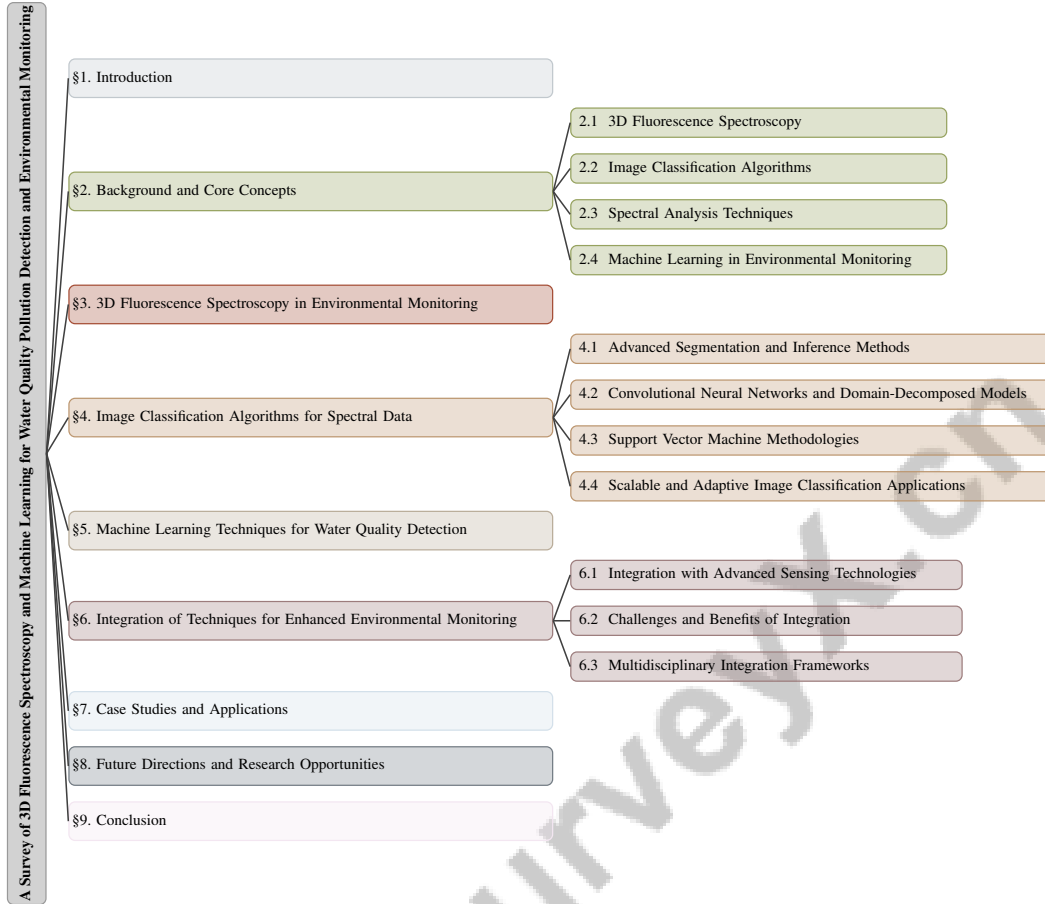 A Survey of 3D Fluorescence Spectroscopy and Machine Learning for Water Quality Pollution Detection and Environmental Monitoring
§1. Introduction
§2. Background and Core Concepts
2.1 3D Fluorescence Spectroscopy
2.2 Image Classification Algorithms
2.3 Spectral Analysis Techniques
2.4 Machine Learning in Environmental Monitoring
§3. 3D Fluorescence Spectroscopy in Environmental Monitoring
§4. Image Classification Algorithms for Spectral Data
4.1 Advanced Segmentation and Inference Methods
4.2 Convolutional Neural Networks and Domain-Decomposed Models
4.3 Support Vector Machine Methodologies
4.4 Scalable and Adaptive Image Classification Applications
§5. Machine Learning Techniques for Water Quality Detection
§6. Integration of Techniques for Enhanced Environmental Monitoring
6.1 Integration with Advanced Sensing Technologies
6.2 Challenges and Benefits of Integration
6.3 Multidisciplinary Integration Frameworks
§7. Case Studies and Applications
§8. Future Directions and Research Opportunities
§9. Conclusion
urveyx.cn